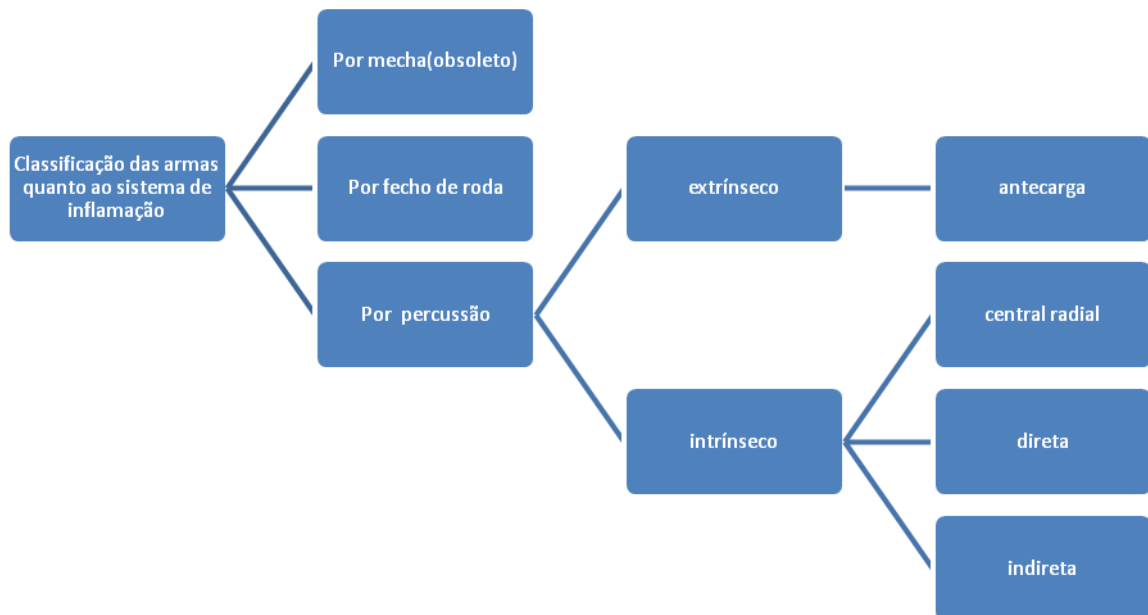 Por mecha(obsoleto)
Classificação das armas
quanto ao sistema de
inflamação
Por fecho de roda
extrínseco
antecarga
Por percussão
central radial
intrínseco
direta
indireta